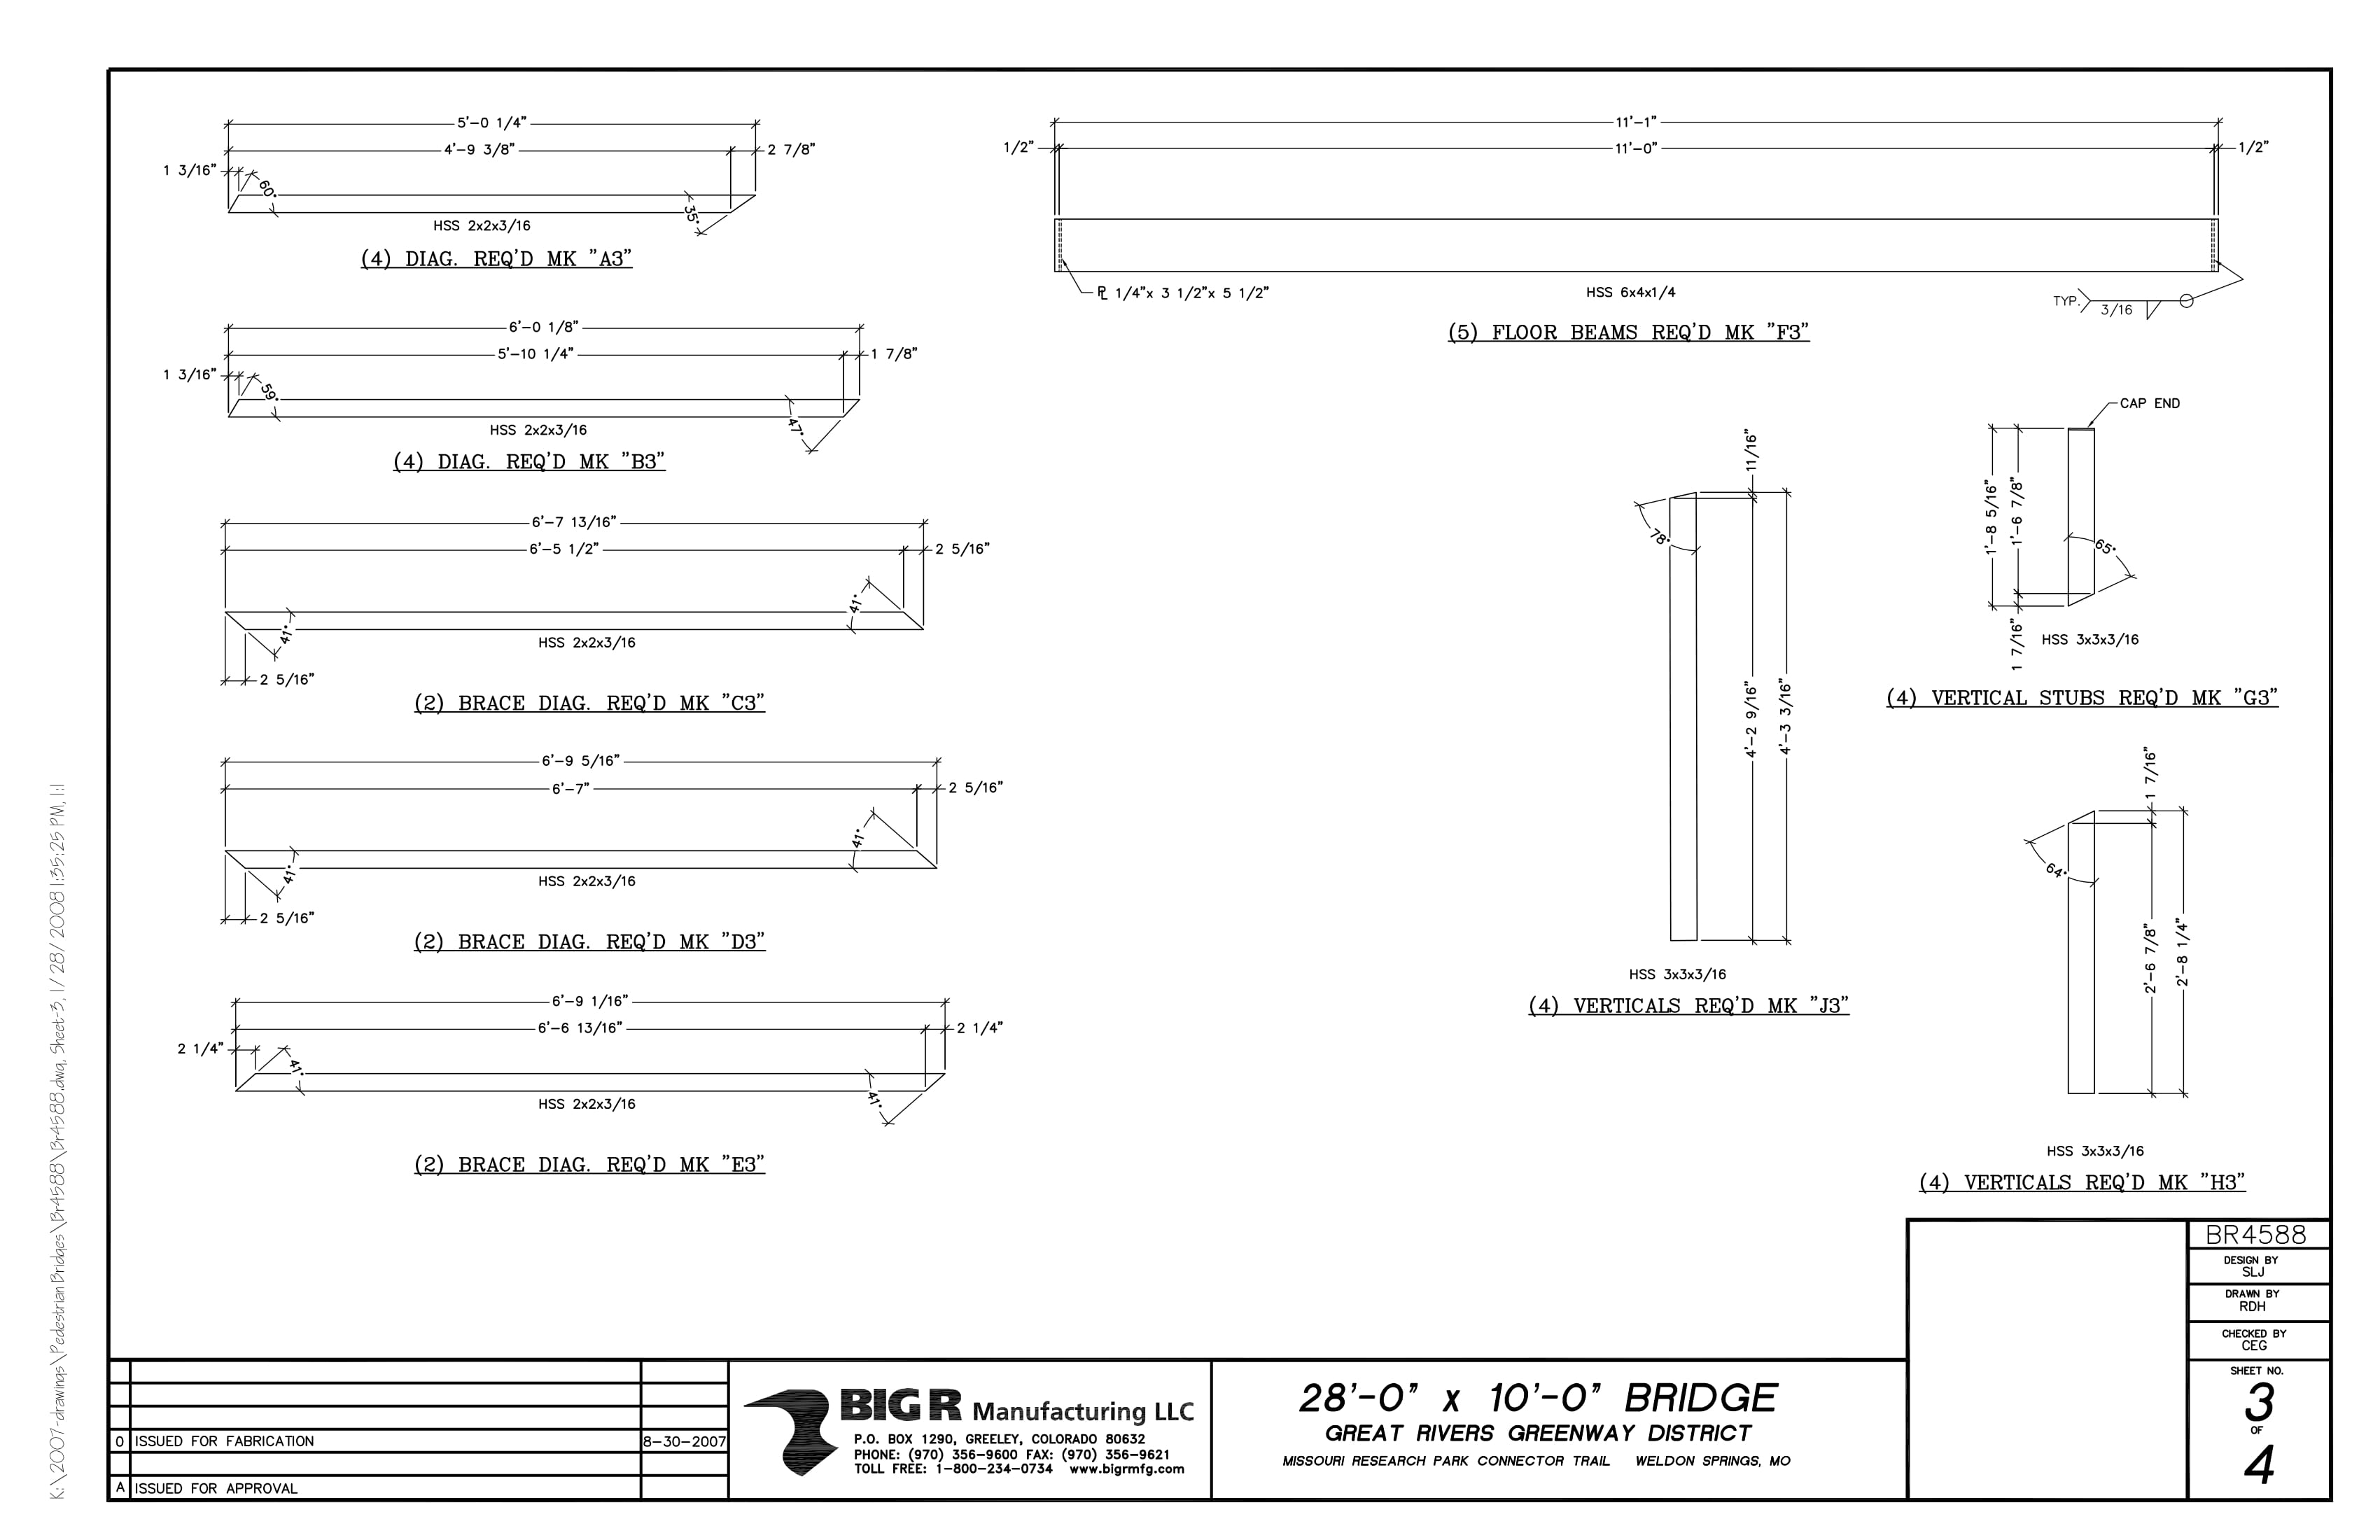 5'-0 1/4"
4'-9 3/8"
2 7/8"
1 3/16"
60°
35°
HSS 2x2x3/16
(4) DIAG. REQ'D MK "A3"
6'-0 1/8"
5'-10 1/4"
1 7/8"
1 3/16"
59°
47°
HSS 2x2x3/16
(4) DIAG. REQ'D MK "B3"
6'-7 13/16"
6'-5 1/2"
2 5/16"
41°
41°
HSS 2x2x3/16
2 5/16"
(2) BRACE DIAG. REQ'D MK "C3"
6'-9 5/16"
6'-7"
2 5/16"
41°
41°
HSS 2x2x3/16
2 5/16"
(2) BRACE DIAG. REQ'D MK "D3"
6'-9 1/16"
6'-6 13/16"
2 1/4"
2 1/4"
41°
41°
HSS 2x2x3/16
(2) BRACE DIAG. REQ'D MK "E3"
11'-1"
1/2"
11'-0"
1/2"
PL 1/4"x 3 1/2"x 5 1/2"
HSS 6x4x1/4
TYP.
3/16
(5) FLOOR BEAMS REQ'D MK "F3"
11/16"
78°
4'-2 9/16"
4'-3 3/16"
HSS 3x3x3/16
(4) VERTICALS REQ'D MK "J3"
CAP END
1'-8 5/16"
1'-6 7/8"
65°
1 7/16"
HSS 3x3x3/16
(4) VERTICAL STUBS REQ'D MK "G3"
1 7/16"
64°
2'-6 7/8"
2'-8 1/4"
HSS 3x3x3/16
(4) VERTICALS REQ'D MK "H3"
K:\2007-drawings\Pedestrian Bridges\Br4588\Br4588.dwg, Sheet-3, 1/28/2008 1:35:25 PM, 1:1
0 ISSUED FOR FABRICATION 8-30-2007
A ISSUED FOR APPROVAL
BIG R Manufacturing LLC
P.O. BOX 1290, GREELEY, COLORADO 80632
PHONE: (970) 356-9600 FAX: (970) 356-9621
TOLL FREE: 1-800-234-0734 www.bigrmfg.com
28'-0" x 10'-0" BRIDGE
GREAT RIVERS GREENWAY DISTRICT
MISSOURI RESEARCH PARK CONNECTOR TRAIL WELDON SPRINGS, MO
BR4588
DESIGN BY
SLJ
DRAWN BY
RDH
CHECKED BY
CEG
SHEET NO.
3
OF
4